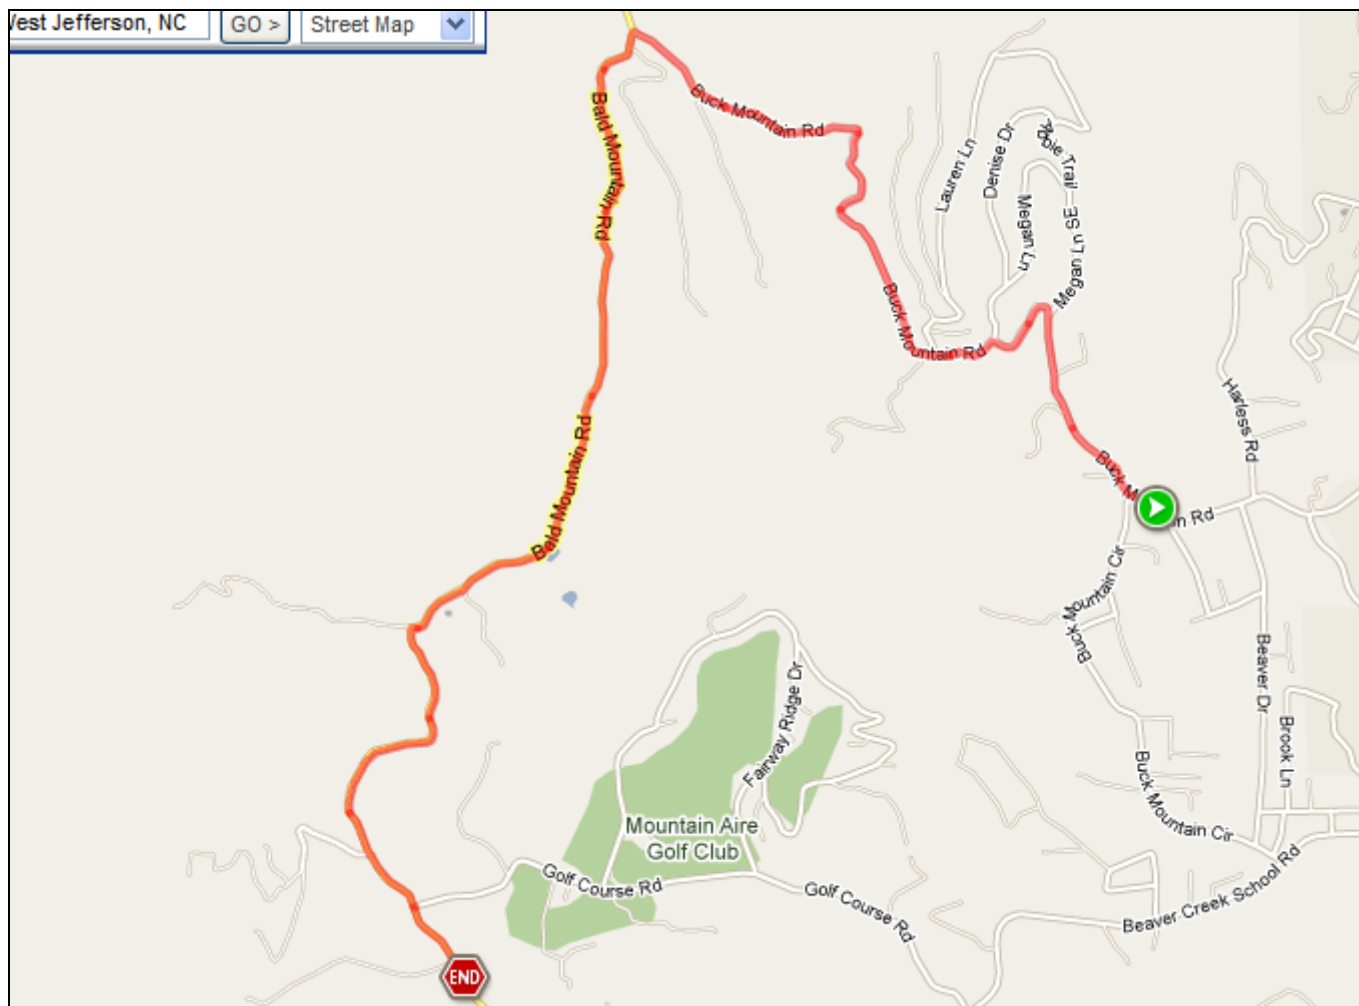 West Jefferson, NC
GO >
Street Map
Buck Mountain Rd
Bald Mountain Rd
Lauren Ln
Denise Dr
Trail
Megan Ln
Megan Ln SE
Buck Mountain Rd
Harless Rd
Bald Mountain Rd
Buck Mountain Rd
Buck Mountain Cir
Beaver Dr
Brook Ln
Fairway Ridge Dr
Buck Mountain Cir
Mountain Aire
Golf Club
Golf Course Rd
Golf Course Rd
Beaver Creek School Rd
END